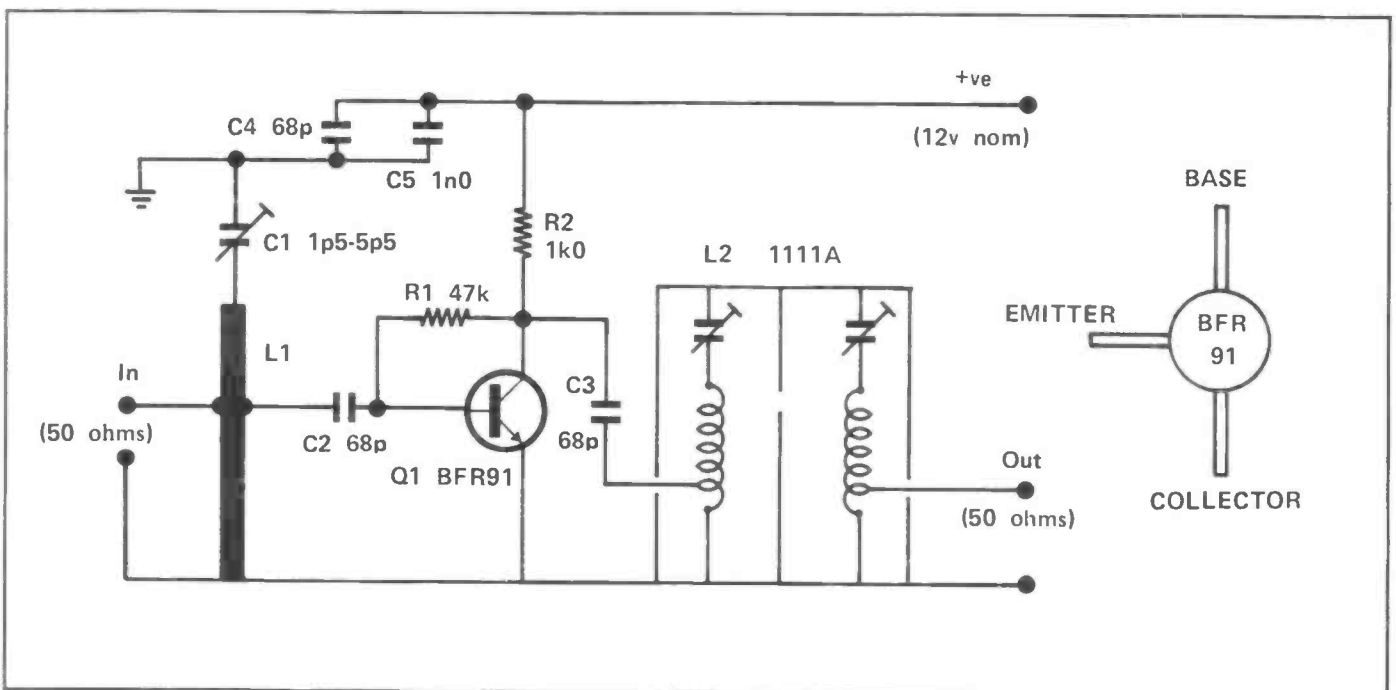 +ve
(12v nom)
C4 68p
C5 1n0
C1 1p5-5p5
R2
1k0
L2 1111A
R1 47k
L1
In
(50 ohms)
C2 68p
C3
68p
Q1 BFR91
Out
(50 ohms)
BASE
EMITTER
BFR
91
COLLECTOR